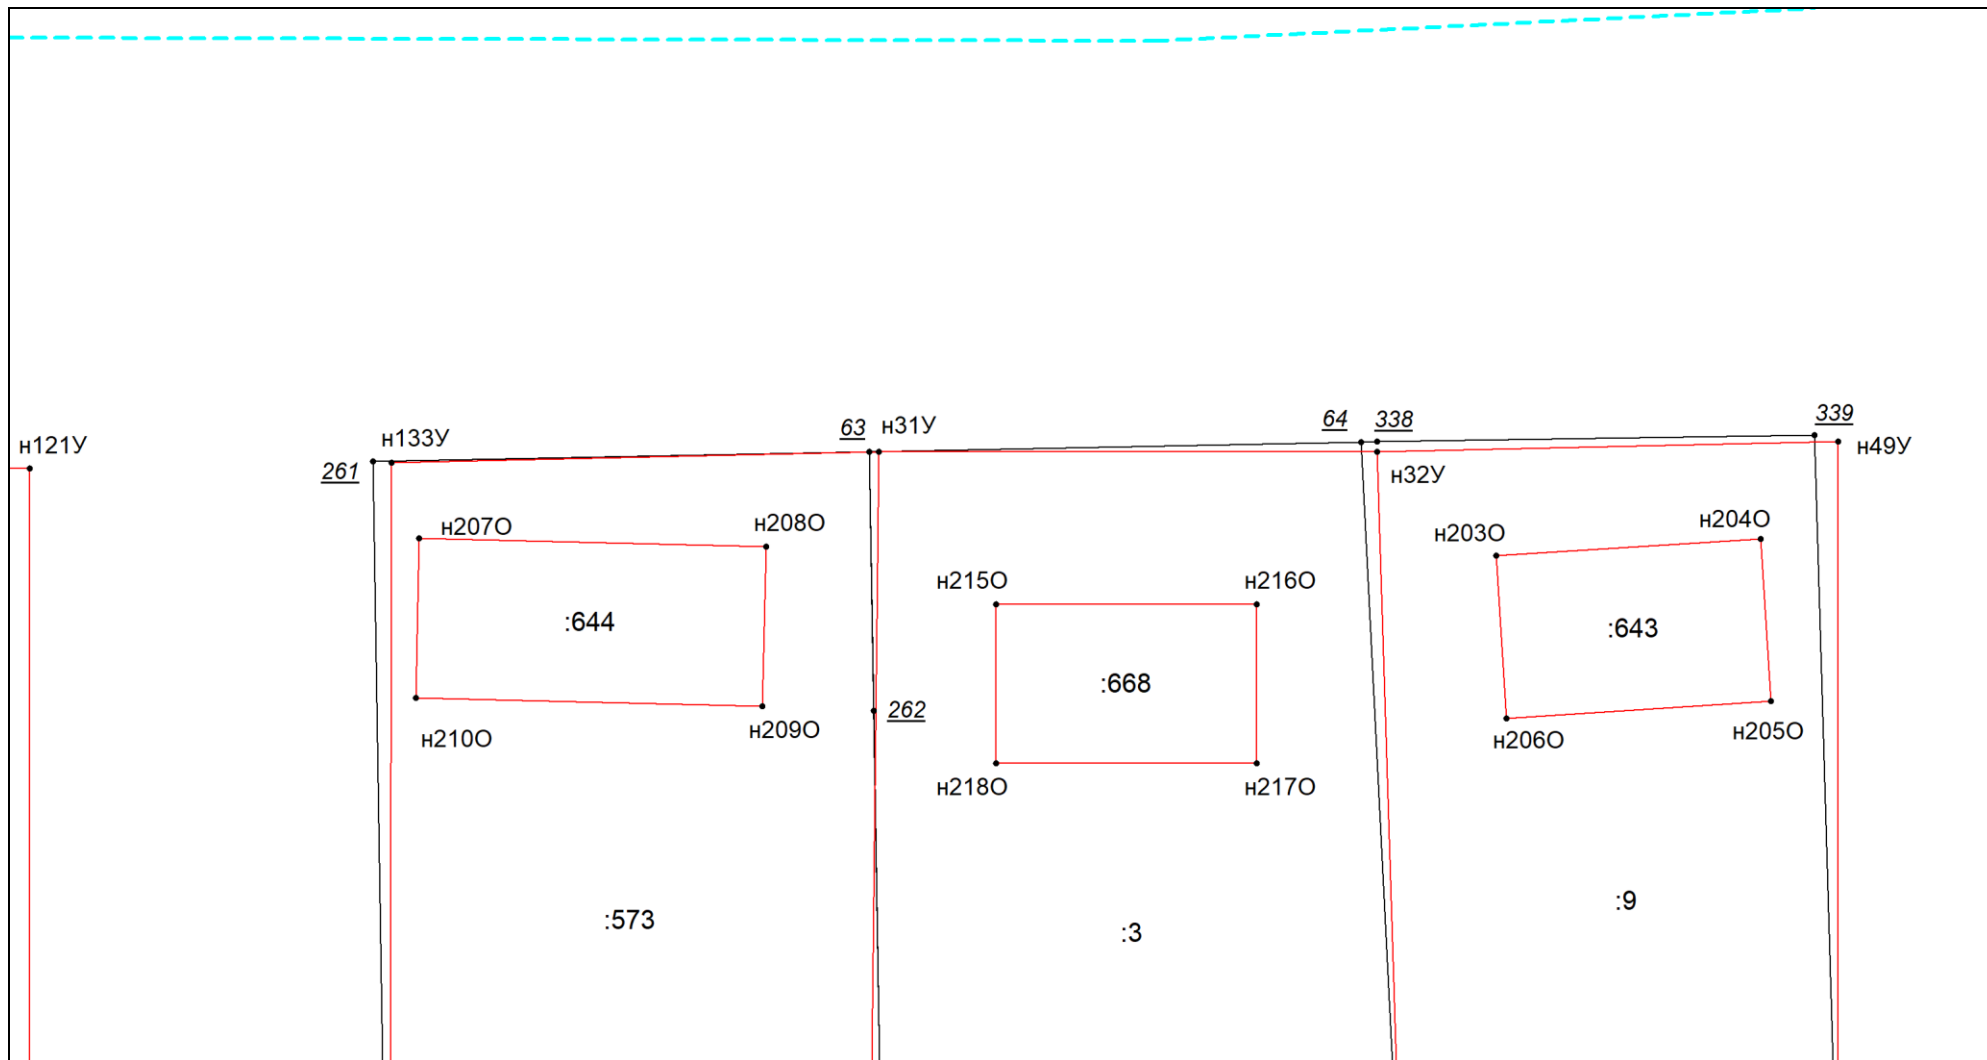 339
64
338
63
н31У
н133У
н121У
н49У
261
н32У
н204О
н208О
н207О
н203О
н215О
н216О
:644
:643
:668
262
н209О
н205О
н210О
н206О
н218О
н217О
:9
:573
:3